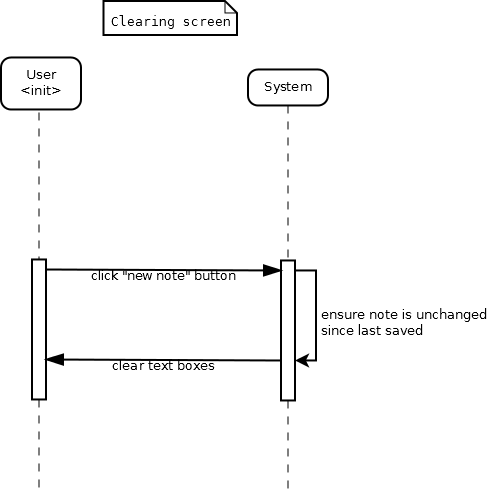 Clearing screen
User
<init>
System
click "new note" button
ensure note is unchanged
since last saved
clear text boxes